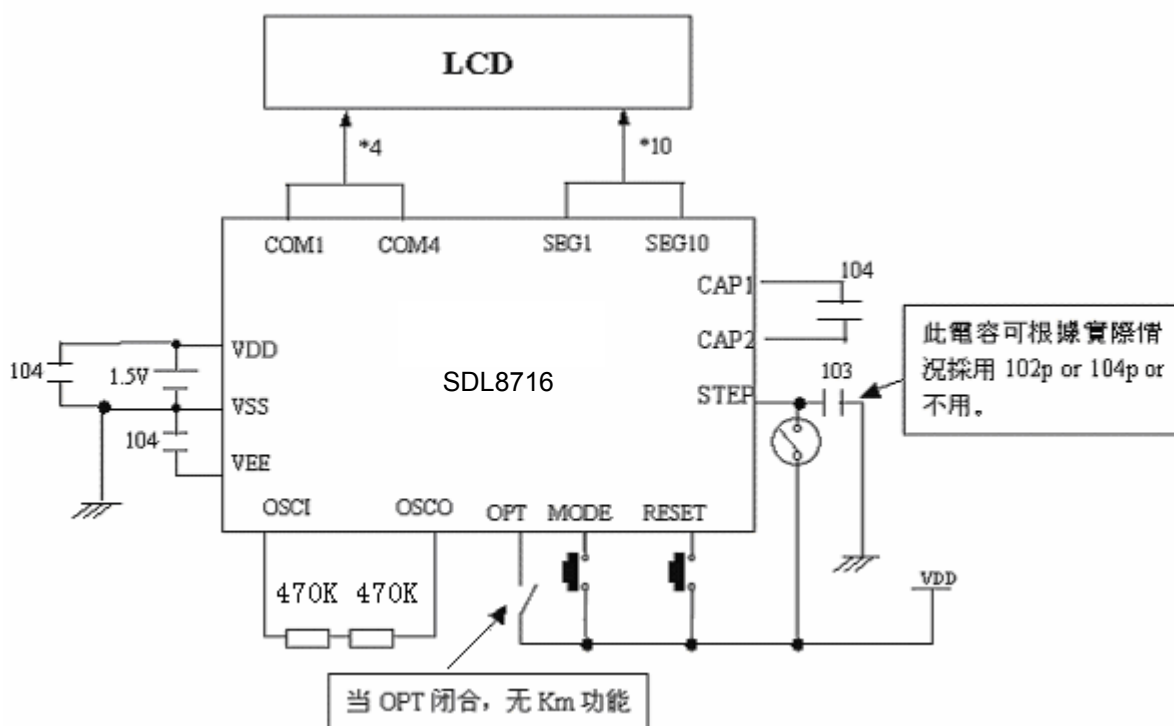 LCD
*4
*10
COM1
COM4
SEG1
SEG10
CAP1
104
CAP2
此電容可根據實際情
况採用 102p or 104p or
不用。
VDD
104
1.5V
SDL8716
103
STEP
VSS
104
VEE
OSCI
OSCO
OPT
MODE
RESET
470K
470K
VDD
当 OPT 闭合，无 Km 功能